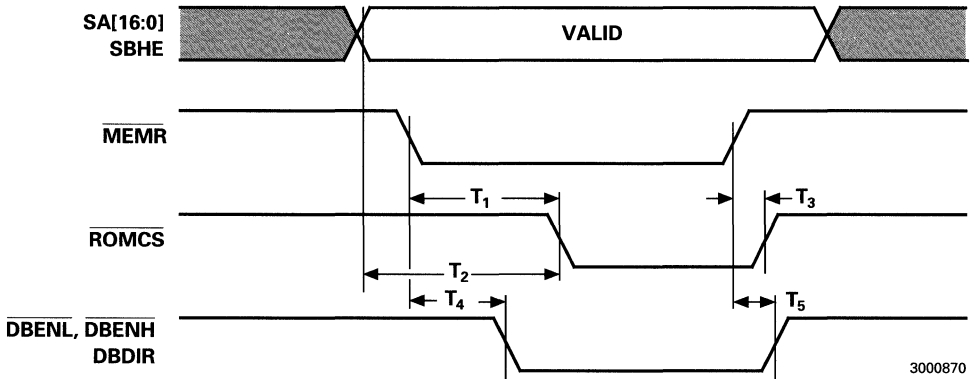 SA[16:0]
SBHE
VALID
MEMR
T1
T3
ROMCS
T2
T4
T5
DBENL, DBENH
DBDIR
3000870